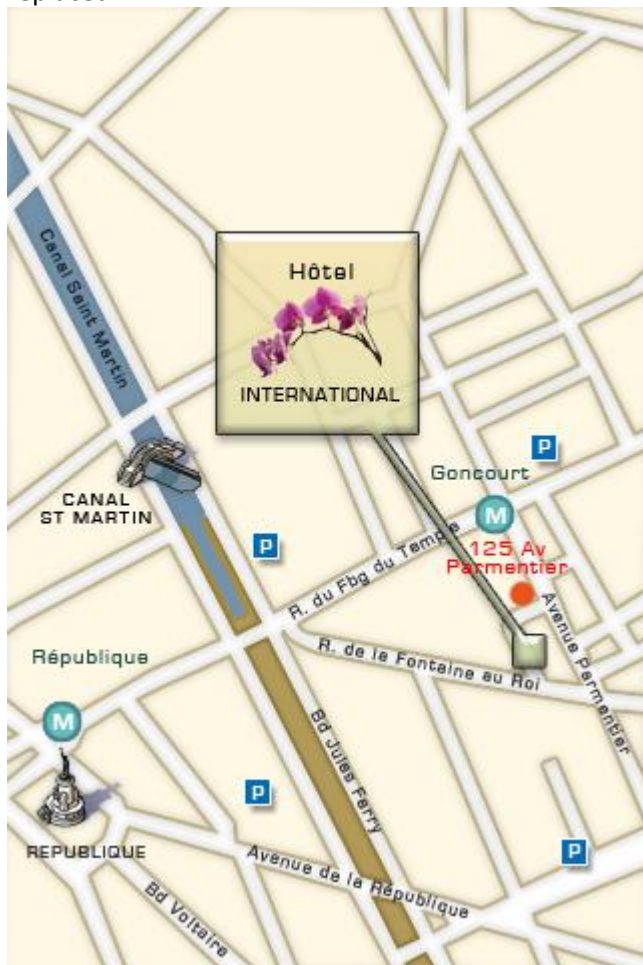 Canal Saint Martin
Hôtel
INTERNATIONAL
P
Goncourt
M
CANAL
ST MARTIN
P
125 Av
Parmentier
R. du Fbg du Temple
Avenue Parmentier
République
R. de la Fontaine au Roi
M
Bd Jules Ferry
P
REPUBLIQUE
Avenue de la République
P
Bd Voltaire